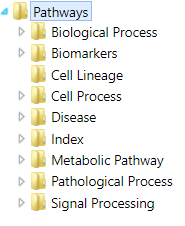 Pathways
Biological Process
Biomarkers
Cell Lineage
Cell Process
Disease
Index
Metabolic Pathway
Pathological Process
Signal Processing